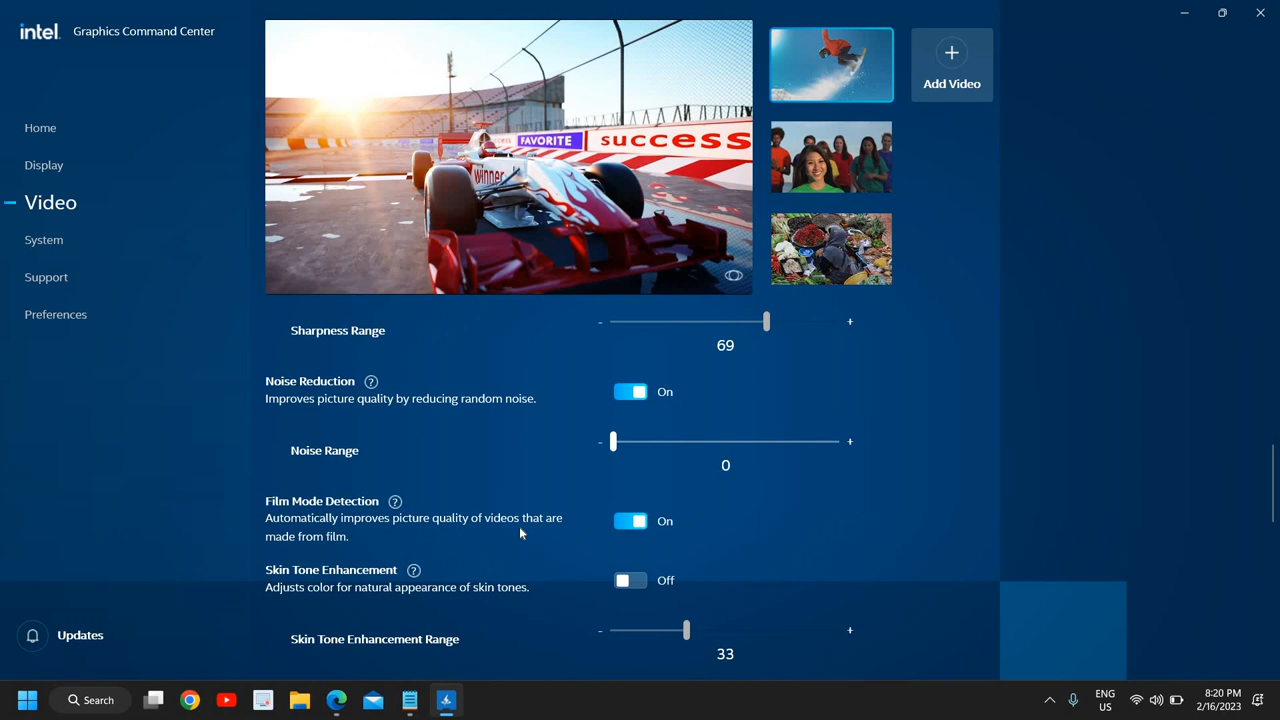 intel. Graphics Command Center
Home
Display
Video
System
Support
Preferences
Updates
FAVORITE
success
winner
Add Video
Sharpness Range
- +
69
Noise Reduction ?
Improves picture quality by reducing random noise.
On
Noise Range
- +
0
Film Mode Detection ?
Automatically improves picture quality of videos that are
made from film.
On
Skin Tone Enhancement ?
Adjusts color for natural appearance of skin tones.
Off
Skin Tone Enhancement Range
- +
33
Search
ENG
US
8:20 PM
2/16/2023